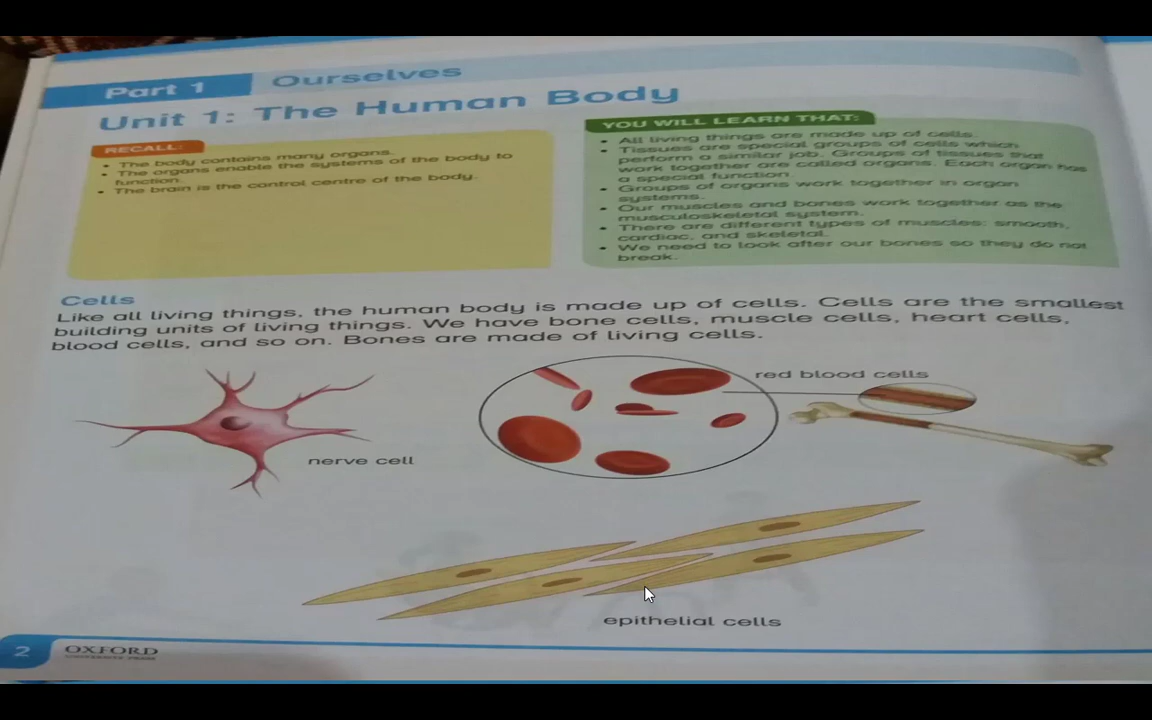 Part 1 Ourselves
Unit 1: The Human Body
RECALL:
• The body contains many organs.
• The organs enable the systems of the body to
function.
• The brain is the control centre of the body.
YOU WILL LEARN THAT:
• All living things are made up of cells.
• Tissues are special groups of cells which
perform a similar job. Groups of tissues that
work together are called organs. Each organ has
a special function.
• Groups of organs work together in organ
systems.
• Our muscles and bones work together as the
musculoskeletal system.
• There are different types of muscles: smooth,
cardiac, and skeletal.
• We need to look after our bones so they do not
break.
Cells
Like all living things, the human body is made up of cells. Cells are the smallest
building units of living things. We have bone cells, muscle cells, heart cells,
blood cells, and so on. Bones are made of living cells.
red blood cells
nerve cell
epithelial cells
2 OXFORD
UNIVERSITY PRESS